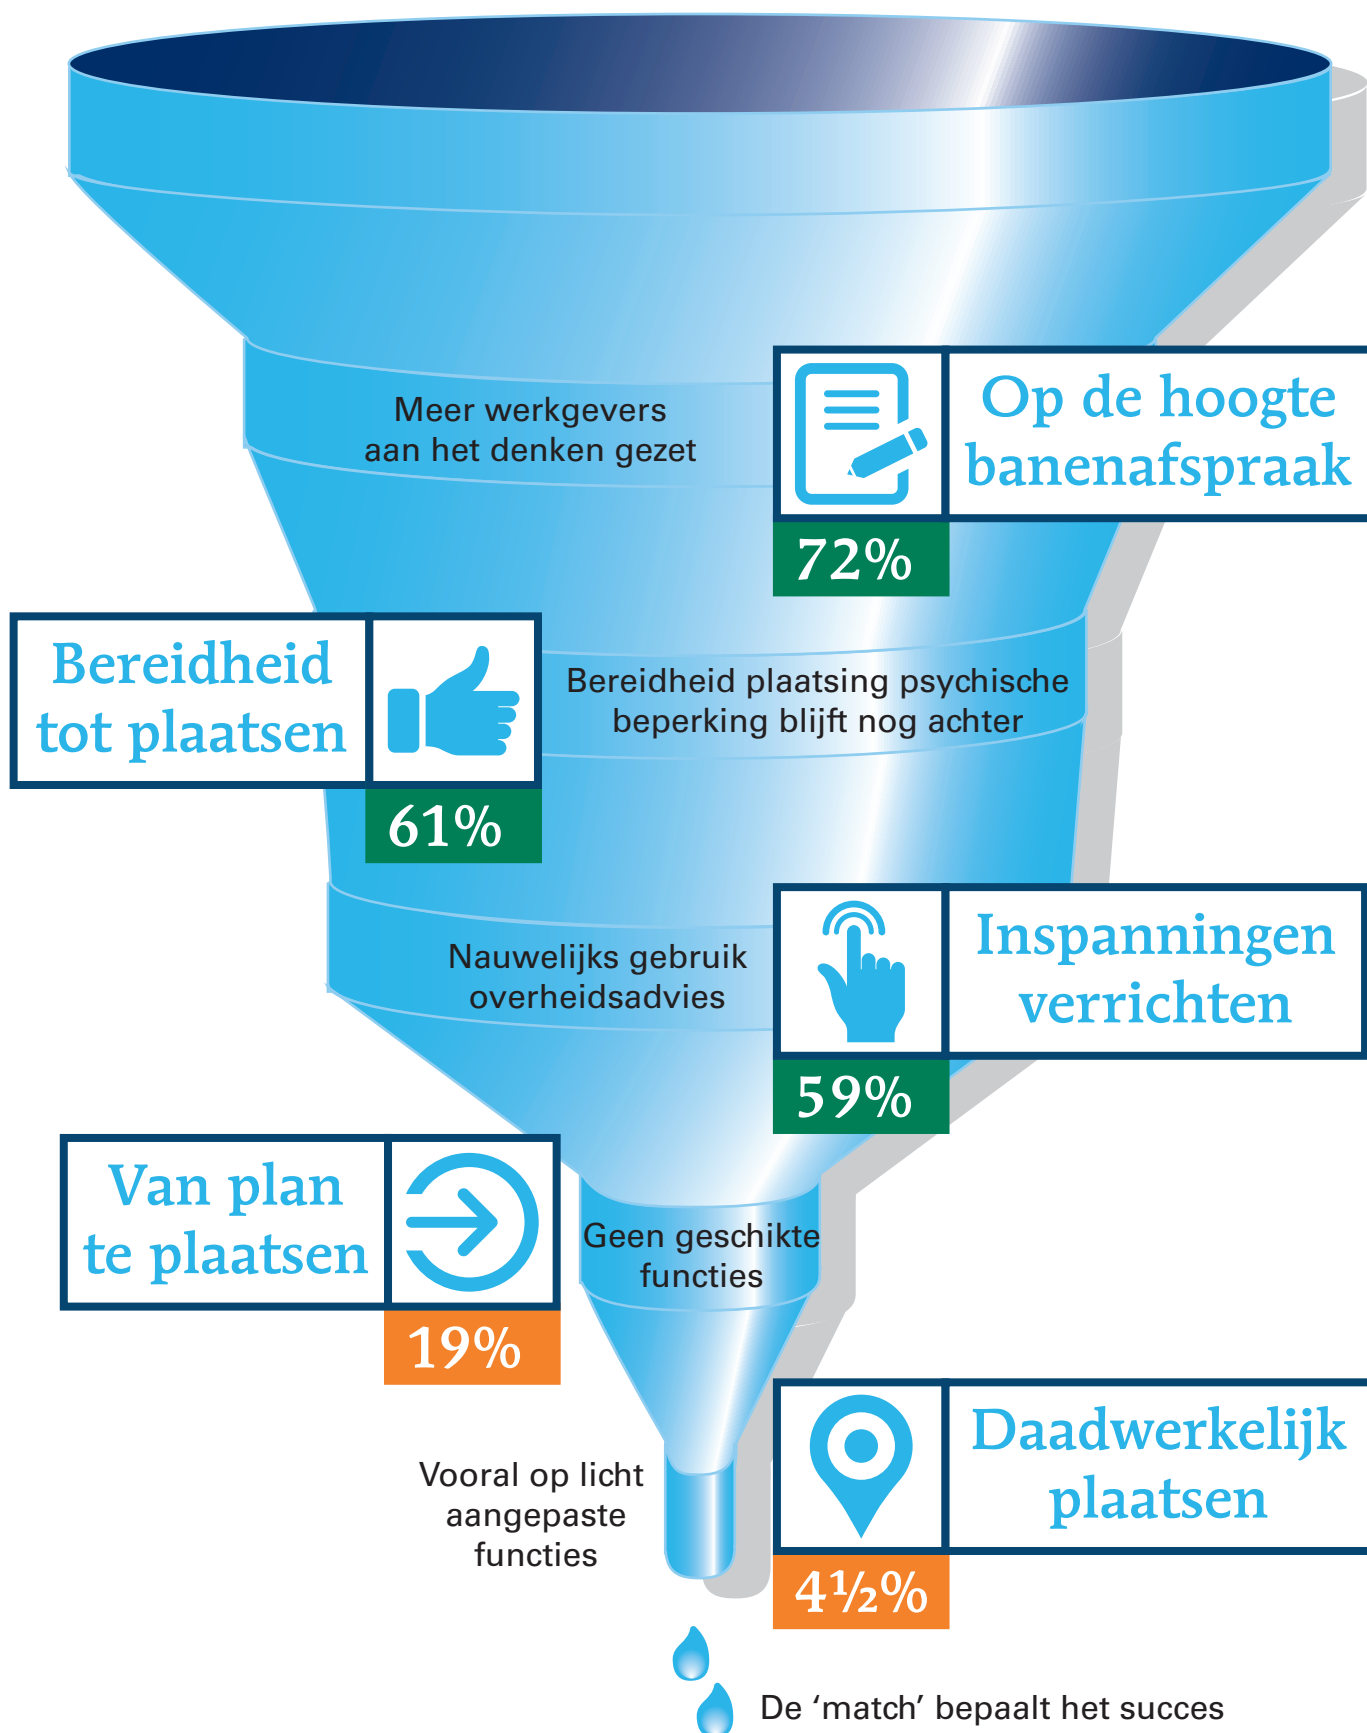 Meer werkgevers
aan het denken gezet
Op de hoogte
banenafspraak
72%
Bereidheid
tot plaatsen
61%
Bereidheid plaatsing psychische
beperking blijft nog achter
Nauwelijks gebruik
overheidsadvies
Inspanningen
verrichten
59%
Van plan
te plaatsen
19%
Geen geschikte
functies
Vooral op licht
aangepaste
functies
Daadwerkelijk
plaatsen
4½%
De ‘match’ bepaalt het succes